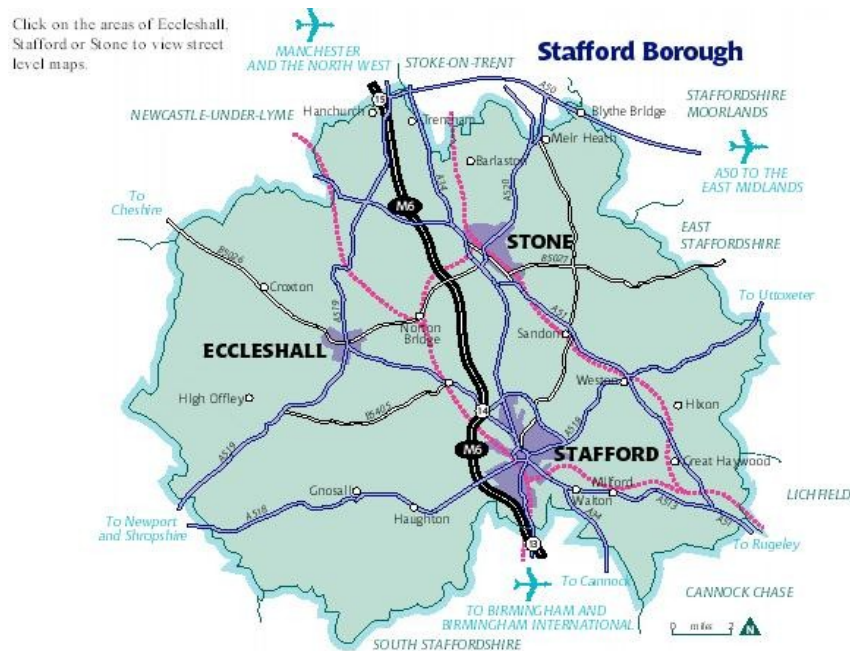 Click on the areas of Eccleshall,
Stafford or Stone to view street
level maps.
MANCHESTER
AND THE NORTH WEST
STOKE-ON-TRENT
Stafford Borough
NEWCASTLE-UNDER-LYME
Hanchurch
15
Trentham
A50
Blythe Bridge
STAFFORDSHIRE
MOORLANDS
Meir Heath
Barlaston
A34
A520
A50 TO THE
EAST MIDLANDS
To
Cheshire
M6
STONE
EAST
STAFFORDSHIRE
B5026
B5027
Croxton
A519
To Uttoxeter
A51
Norton
Bridge
Sandon
ECCLESHALL
Weston
High Offley
B5405
14
A518
Hixon
M6
STAFFORD
A519
Great Haywood
Gnosall
Milford
Walton
LICHFIELD
A518
Haughton
A513
A51
To Newport
and Shropshire
A34
13
To Rugeley
To Cannock
CANNOCK CHASE
TO BIRMINGHAM AND
BIRMINGHAM INTERNATIONAL
0 miles 2
N
SOUTH STAFFORDSHIRE